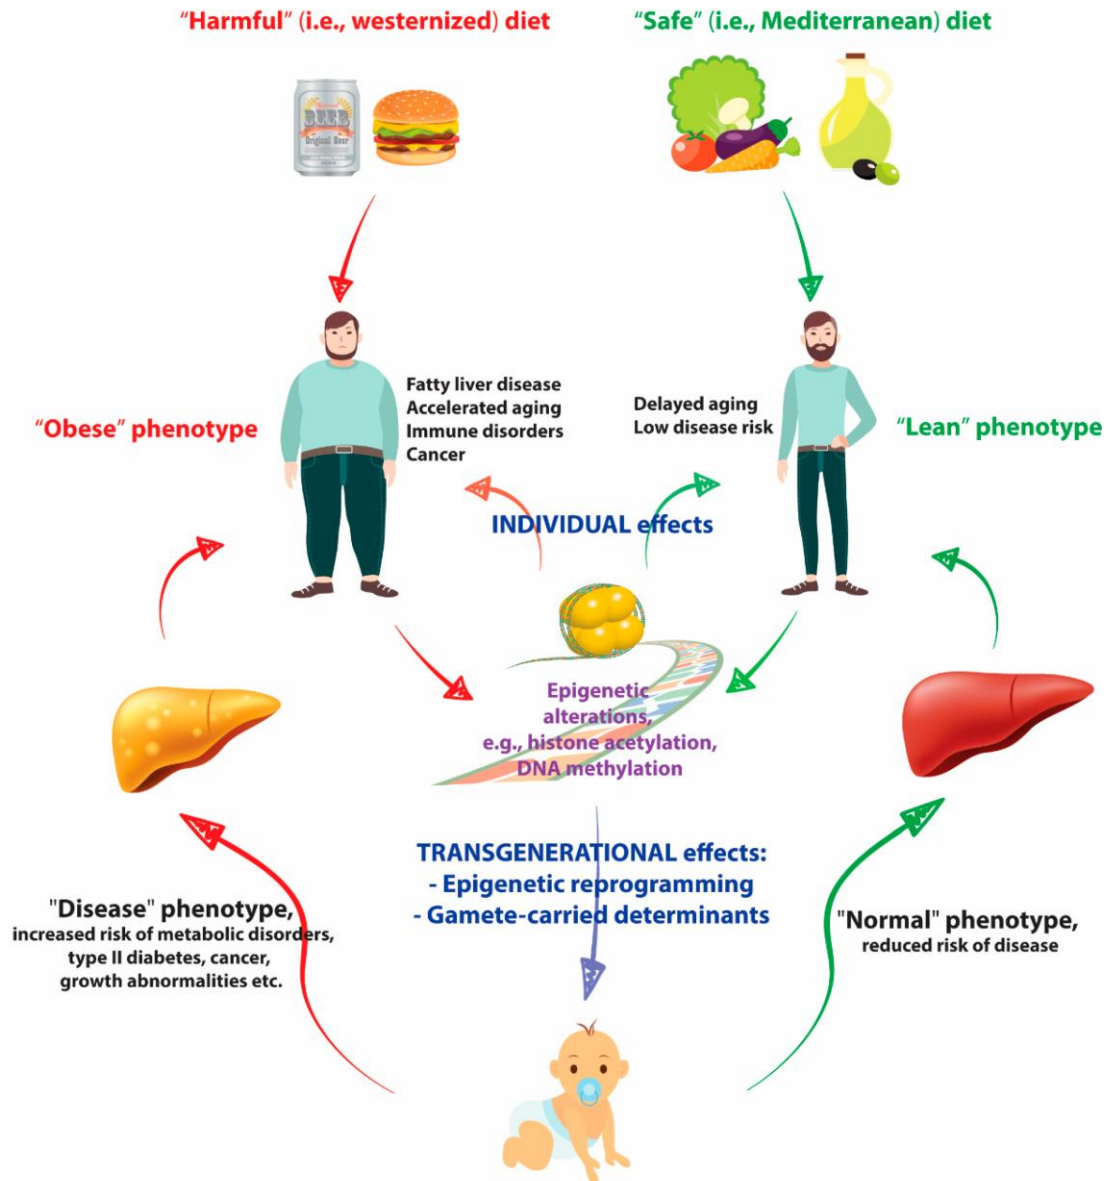 "Harmful" (i.e., westernized) diet
"Safe" (i.e., Mediterranean) diet
BEER
Original Beer
Fatty liver disease
Accelerated aging
Immune disorders
Cancer
"Obese" phenotype
Delayed aging
Low disease risk
"Lean" phenotype
INDIVIDUAL effects
Epigenetic
alterations,
e.g., histone acetylation,
DNA methylation
TRANSGENERATIONAL effects:
- Epigenetic reprogramming
- Gamete-carried determinants
"Disease" phenotype,
increased risk of metabolic disorders,
type II diabetes, cancer,
growth abnormalities etc.
"Normal" phenotype,
reduced risk of disease